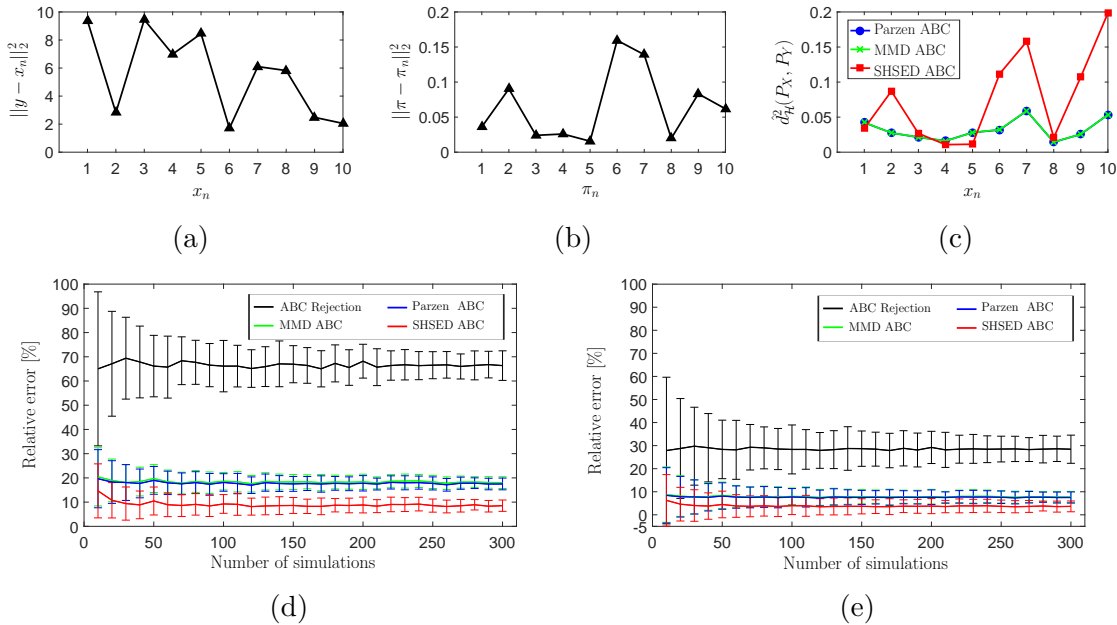 ||y − x_n||_2^2
10
8
6
4
2
0
1 2 3 4 5 6 7 8 9 10
x_n
(a)
||π − π_n||_2^2
0.2
0.15
0.1
0.05
0
1 2 3 4 5 6 7 8 9 10
π_n
(b)
d̃_ℋ^2(P_X, P_Y)
0.2
0.15
0.1
0.05
0
Parzen ABC
MMD ABC
SHSED ABC
1 2 3 4 5 6 7 8 9 10
x_n
(c)
Relative error [%]
100
90
80
70
60
50
40
30
20
10
0
ABC Rejection
MMD ABC
Parzen ABC
SHSED ABC
0 50 100 150 200 250 300
Number of simulations
(d)
Relative error [%]
100
90
80
70
60
50
40
30
20
10
0
-5
ABC Rejection
MMD ABC
Parzen ABC
SHSED ABC
0 50 100 150 200 250 300
Number of simulations
(e)